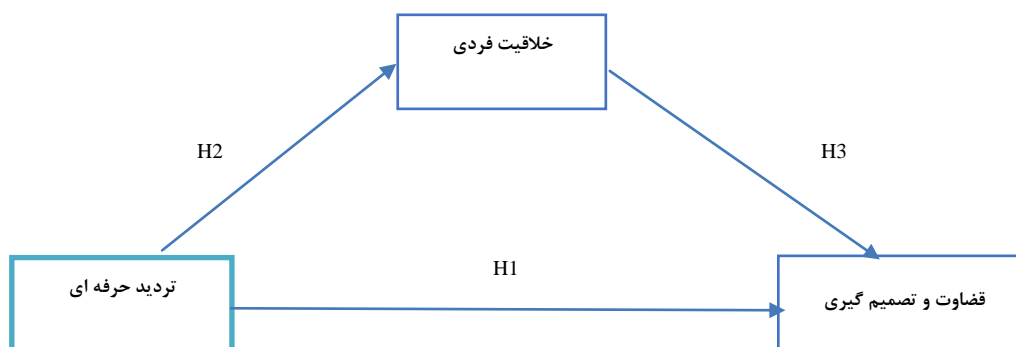 خلاقیت فردی
H2
H3
H1
تردید حرفه ای
قضاوت و تصمیم گیری